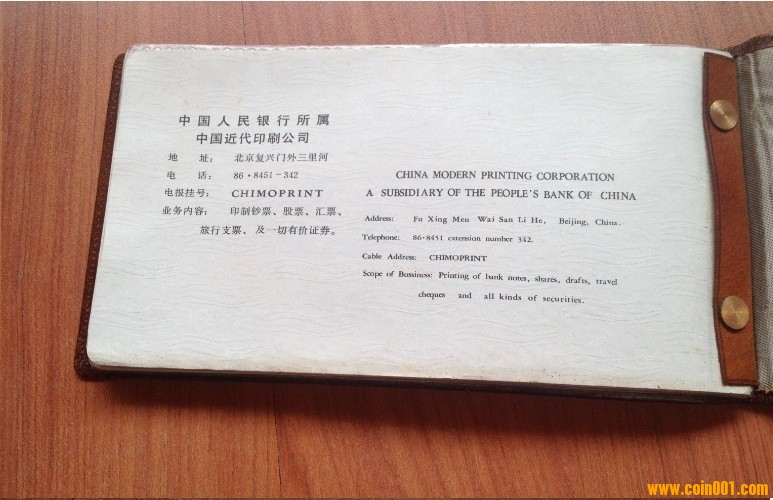 中国人民银行所属
中国近代印刷公司
地 址: 北京复兴门外三里河
电 话: 86·8451-342
电报挂号: CHIMOPRINT
业务内容: 印制钞票、股票、汇票、
旅行支票、及一切有价证券。
CHINA MODERN PRINTING CORPORATION
A SUBSIDIARY OF THE PEOPLE'S BANK OF CHINA
Address: Fu Xing Men Wai San Li He, Beijing, China.
Telephone: 86·8451 extension number 342.
Cable Address: CHIMOPRINT
Scope of Bossiness: Printing of bank notes, shares, drafts, travel
cheques and all kinds of securities.
www.coin001.com